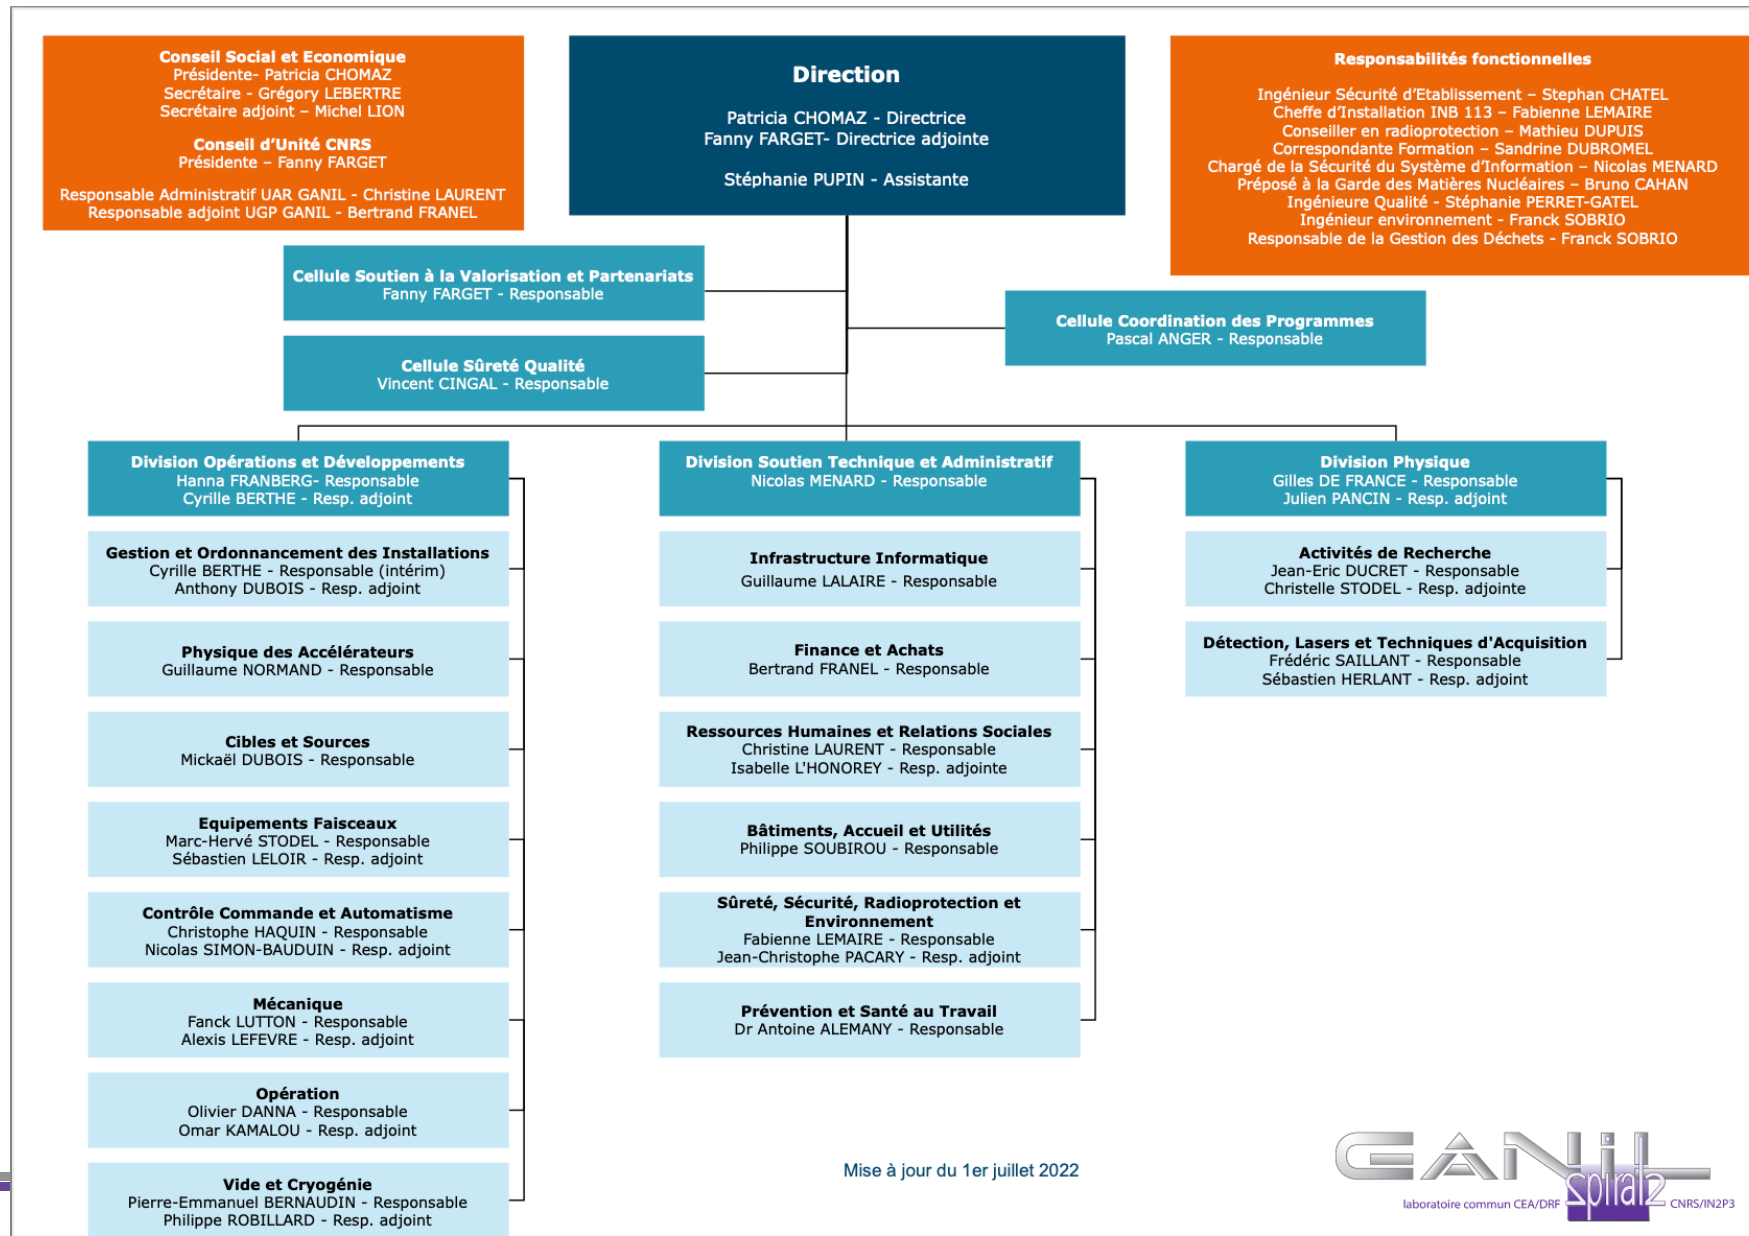 Conseil Social et Economique
Présidente- Patricia CHOMAZ
Secrétaire - Grégory LEBERTRE
Secrétaire adjoint – Michel LION
Conseil d'Unité CNRS
Présidente – Fanny FARGET
Responsable Administratif UAR GANIL - Christine LAURENT
Responsable adjoint UGP GANIL - Bertrand FRANEL
Direction
Patricia CHOMAZ - Directrice
Fanny FARGET- Directrice adjointe
Stéphanie PUPIN - Assistante
Responsabilités fonctionnelles
Ingénieur Sécurité d'Etablissement – Stephan CHATEL
Cheffe d'Installation INB 113 – Fabienne LEMAIRE
Conseiller en radioprotection – Mathieu DUPUIS
Correspondante Formation – Sandrine DUBROMEL
Chargé de la Sécurité du Système d'Information – Nicolas MENARD
Préposé à la Garde des Matières Nucléaires – Bruno CAHAN
Ingénieure Qualité - Stéphanie PERRET-GATEL
Ingénieur environnement - Franck SOBRIO
Responsable de la Gestion des Déchets - Franck SOBRIO
Cellule Soutien à la Valorisation et Partenariats
Fanny FARGET - Responsable
Cellule Coordination des Programmes
Pascal ANGER - Responsable
Cellule Sûreté Qualité
Vincent CINGAL - Responsable
Division Opérations et Développements
Hanna FRANBERG- Responsable
Cyrille BERTHE - Resp. adjoint
Gestion et Ordonnancement des Installations
Cyrille BERTHE - Responsable (intérim)
Anthony DUBOIS - Resp. adjoint
Physique des Accélérateurs
Guillaume NORMAND - Responsable
Cibles et Sources
Mickaël DUBOIS - Responsable
Equipements Faisceaux
Marc-Hervé STODEL - Responsable
Sébastien LELOIR - Resp. adjoint
Contrôle Commande et Automatisme
Christophe HAQUIN - Responsable
Nicolas SIMON-BAUDUIN - Resp. adjoint
Mécanique
Fanck LUTTON - Responsable
Alexis LEFEVRE - Resp. adjoint
Opération
Olivier DANNA - Responsable
Omar KAMALOU - Resp. adjoint
Vide et Cryogénie
Pierre-Emmanuel BERNAUDIN - Responsable
Philippe ROBILLARD - Resp. adjoint
Division Soutien Technique et Administratif
Nicolas MENARD - Responsable
Infrastructure Informatique
Guillaume LALAIRE - Responsable
Finance et Achats
Bertrand FRANEL - Responsable
Ressources Humaines et Relations Sociales
Christine LAURENT - Responsable
Isabelle L'HONOREY - Resp. adjointe
Bâtiments, Accueil et Utilités
Philippe SOUBIROU - Responsable
Sûreté, Sécurité, Radioprotection et
Environnement
Fabienne LEMAIRE - Responsable
Jean-Christophe PACARY - Resp. adjoint
Prévention et Santé au Travail
Dr Antoine ALEMANY - Responsable
Division Physique
Gilles DE FRANCE - Responsable
Julien PANCIN - Resp. adjoint
Activités de Recherche
Jean-Eric DUCRET - Responsable
Christelle STODEL - Resp. adjointe
Détection, Lasers et Techniques d'Acquisition
Frédéric SAILLANT - Responsable
Sébastien HERLANT - Resp. adjoint
Mise à jour du 1er juillet 2022
GANIL
laboratoire commun CEA/DRF spiral2 CNRS/IN2P3